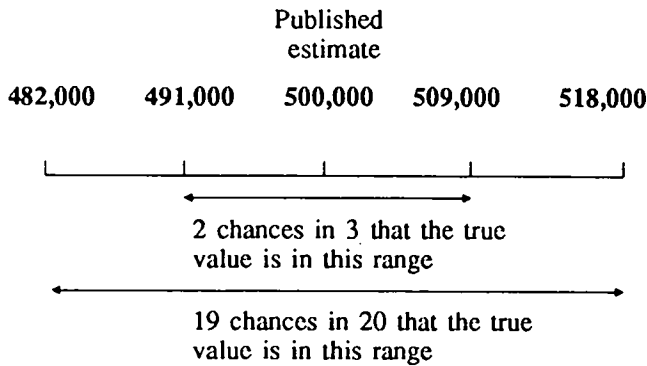 Published
estimate
482,000 491,000 500,000 509,000 518,000
2 chances in 3 that the true
value is in this range
19 chances in 20 that the true
value is in this range